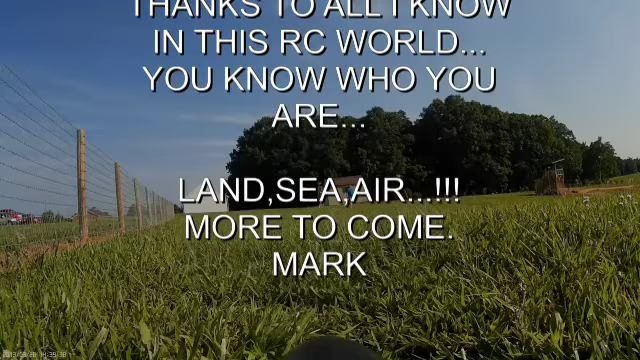 THANKS TO ALL I KNOW
IN THIS RC WORLD...
YOU KNOW WHO YOU
ARE...
LAND,SEA,AIR...!!!
MORE TO COME.
MARK